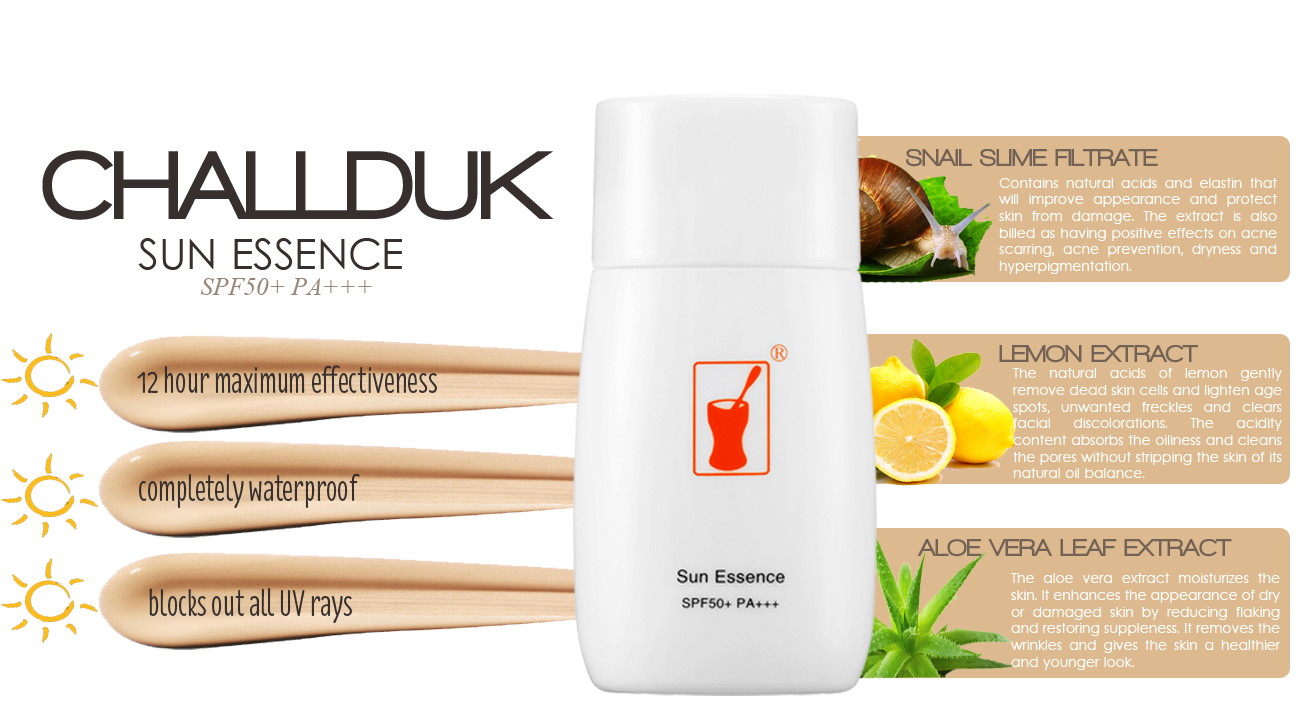 CHALLDUK
SUN ESSENCE
SPF50+ PA+++
12 hour maximum effectiveness
completely waterproof
blocks out all UV rays
®
Sun Essence
SPF50+ PA+++
SNAIL SLIME FILTRATE
Contains natural acids and elastin that
will improve appearance and protect
skin from damage. The extract is also
billed as having positive effects on acne
scarring, acne prevention, dryness and
hyperpigmentation.
LEMON EXTRACT
The natural acids of lemon gently
remove dead skin cells and lighten age
spots, unwanted freckles and clears
facial discolorations. The acidity
content absorbs the oiliness and cleans
the pores without stripping the skin of its
natural oil balance.
ALOE VERA LEAF EXTRACT
The aloe vera extract moisturizes the
skin. It enhances the appearance of dry
or damaged skin by reducing flaking
and restoring suppleness. It removes the
wrinkles and gives the skin a healthier
and younger look.